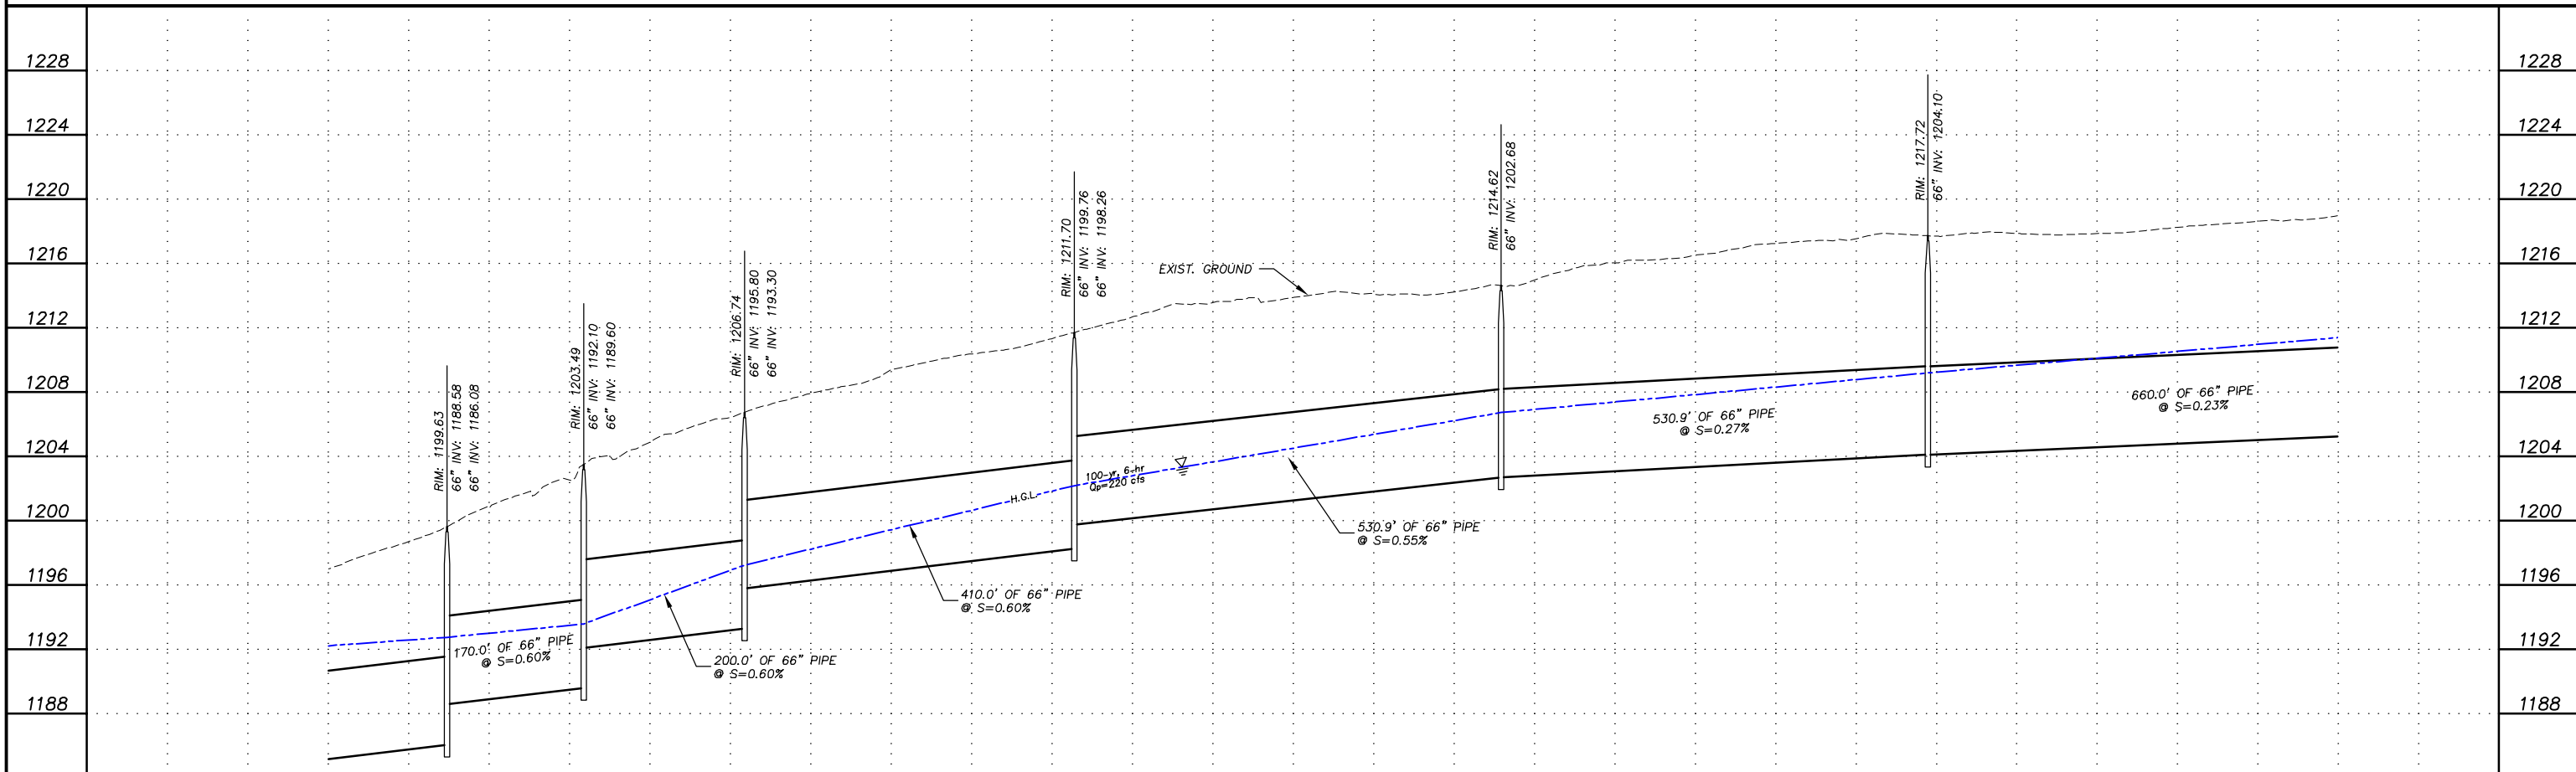 1228
1224
1220
1216
1212
1208
1204
1200
1196
1192
1188
RIM: 1199.63
66" INV: 1188.58
66" INV: 1186.08
RIM: 1203.49
66" INV: 1192.10
66" INV: 1189.60
RIM: 1206.74
66" INV: 1195.80
66" INV: 1193.30
RIM: 1211.70
66" INV: 1199.76
66" INV: 1198.26
RIM: 1214.62
66" INV: 1202.68
RIM: 1217.72
66" INV: 1204.10
EXIST. GROUND
H.G.L.
100-yr, 6-hr
Qp=220 cfs
170.0' OF 66" PIPE
@ S=0.60%
200.0' OF 66" PIPE
@ S=0.60%
410.0' OF 66" PIPE
@ S=0.60%
530.9' OF 66" PIPE
@ S=0.55%
530.9' OF 66" PIPE
@ S=0.27%
660.0' OF 66" PIPE
@ S=0.23%
1228
1224
1220
1216
1212
1208
1204
1200
1196
1192
1188